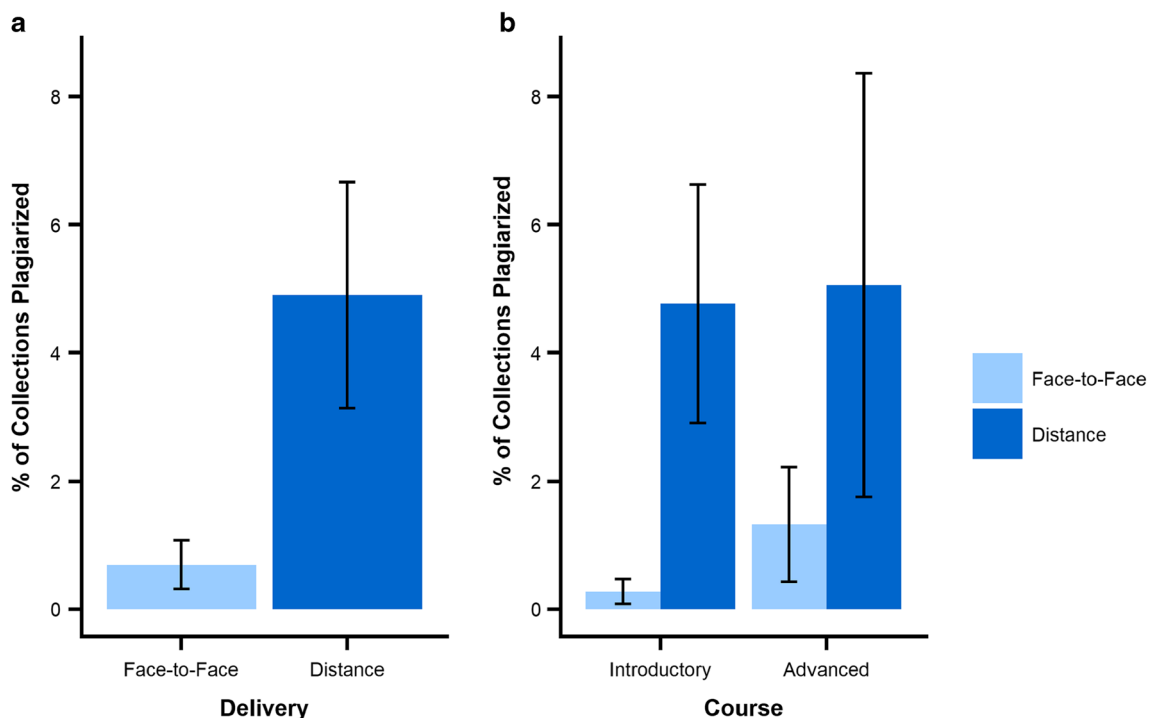 a
% of Collections Plagiarized
8
6
4
2
0
Face-to-Face
Distance
Delivery
b
% of Collections Plagiarized
8
6
4
2
0
Introductory
Advanced
Course
Face-to-Face
Distance